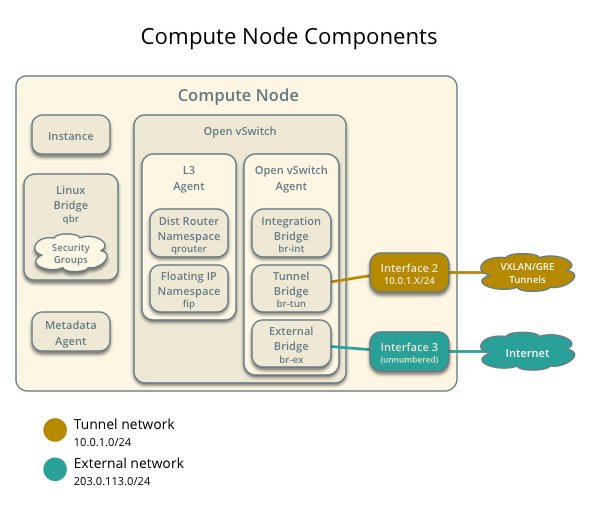 Compute Node Components
Compute Node
Instance
Linux
Bridge
qbr
Security
Groups
Metadata
Agent
Open vSwitch
L3
Agent
Dist Router
Namespace
qrouter
Floating IP
Namespace
fip
Open vSwitch
Agent
Integration
Bridge
br-int
Tunnel
Bridge
br-tun
External
Bridge
br-ex
Interface 2
10.0.1.X/24
VXLAN/GRE
Tunnels
Interface 3
(unnumbered)
Internet
Tunnel network
10.0.1.0/24
External network
203.0.113.0/24